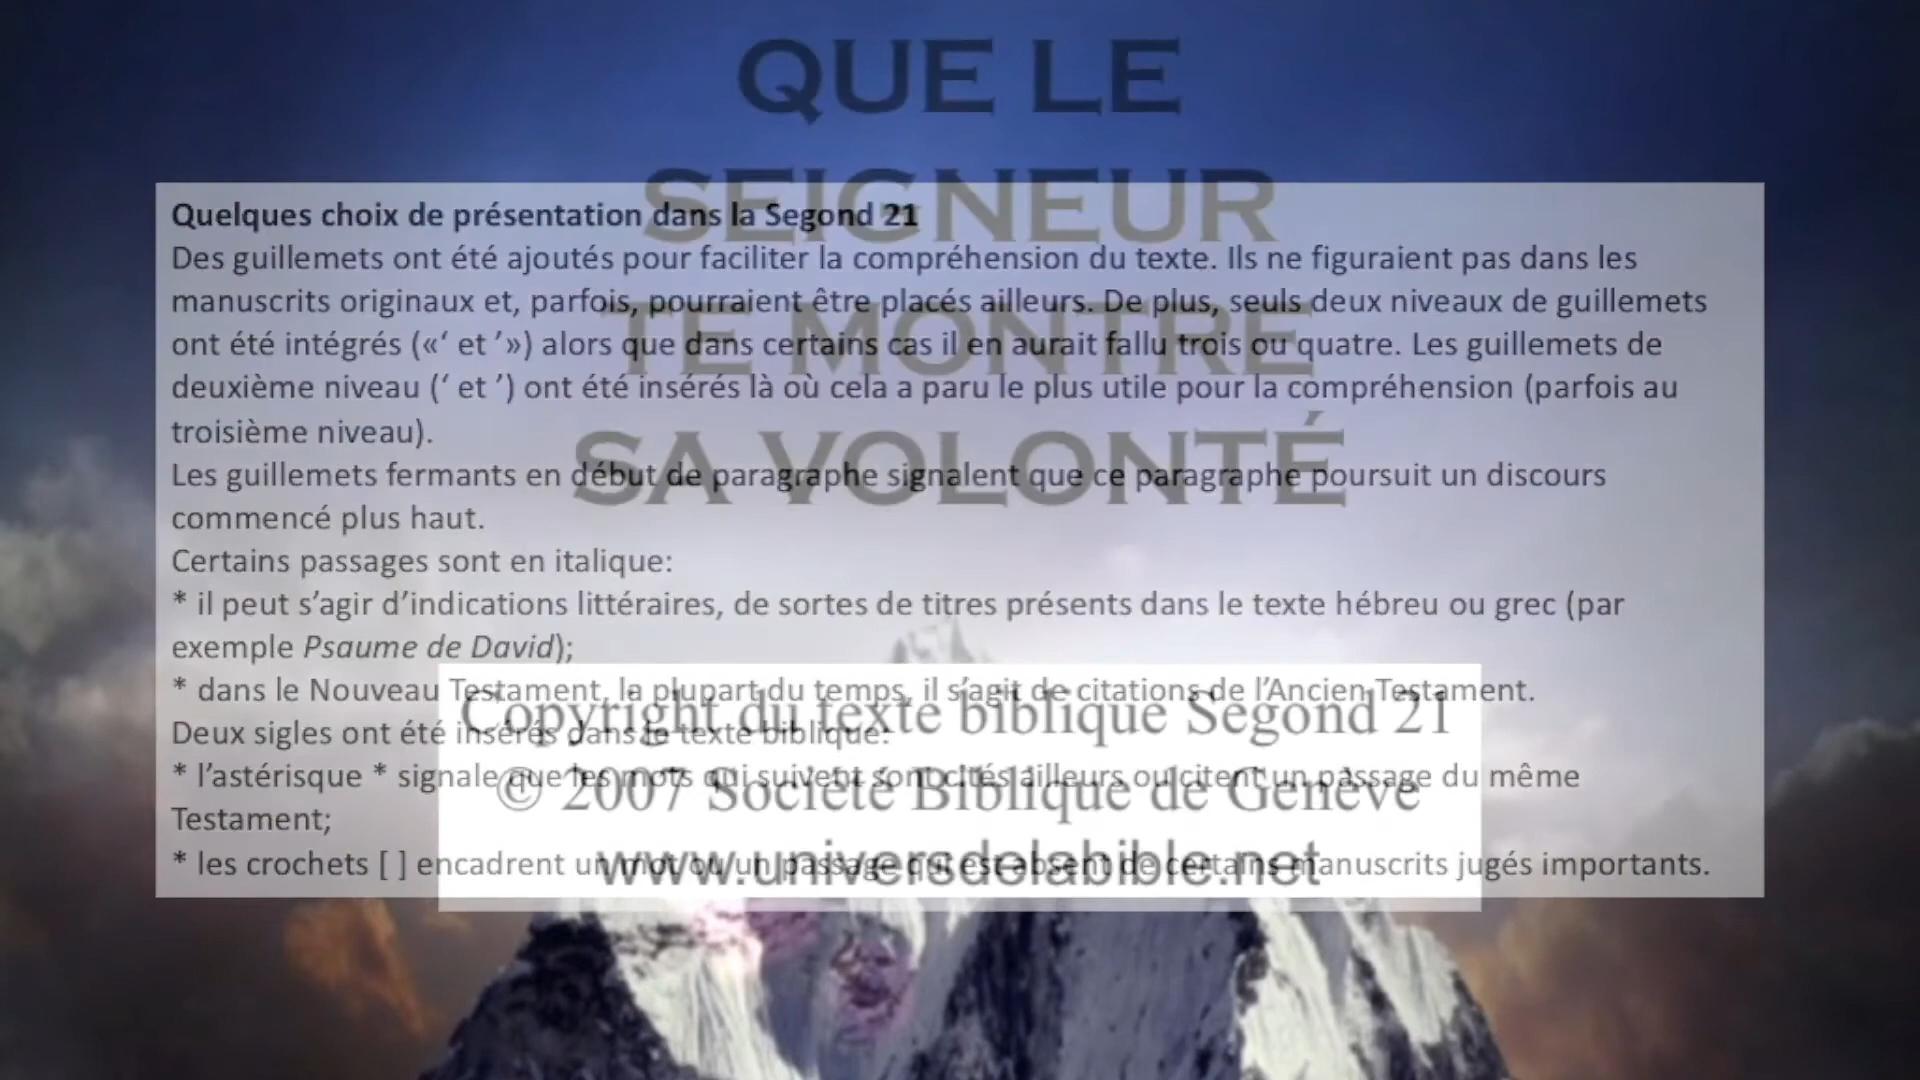 QUE LE
SEIGNEUR
TE MONTRE
SA VOLONTÉ
Quelques choix de présentation dans la Segond 21
Des guillemets ont été ajoutés pour faciliter la compréhension du texte. Ils ne figuraient pas dans les
manuscrits originaux et, parfois, pourraient être placés ailleurs. De plus, seuls deux niveaux de guillemets
ont été intégrés («‘ et ’») alors que dans certains cas il en aurait fallu trois ou quatre. Les guillemets de
deuxième niveau (‘ et ’) ont été insérés là où cela a paru le plus utile pour la compréhension (parfois au
troisième niveau).
Les guillemets fermants en début de paragraphe signalent que ce paragraphe poursuit un discours
commencé plus haut.
Certains passages sont en italique:
* il peut s’agir d’indications littéraires, de sortes de titres présents dans le texte hébreu ou grec (par
exemple Psaume de David);
* dans le Nouveau Testament, la plupart du temps, il s’agit de citations de l’Ancien Testament.
Deux sigles ont été insérés dans le texte biblique:
* l’astérisque * signale que les mots qui suivent sont cités ailleurs ou citent un passage du même
Testament;
* les crochets [ ] encadrent un mot ou un passage qui est absent de certains manuscrits jugés importants.
Copyright du texte biblique Segond 21
© 2007 Société Biblique de Genève
www.universdelabible.net